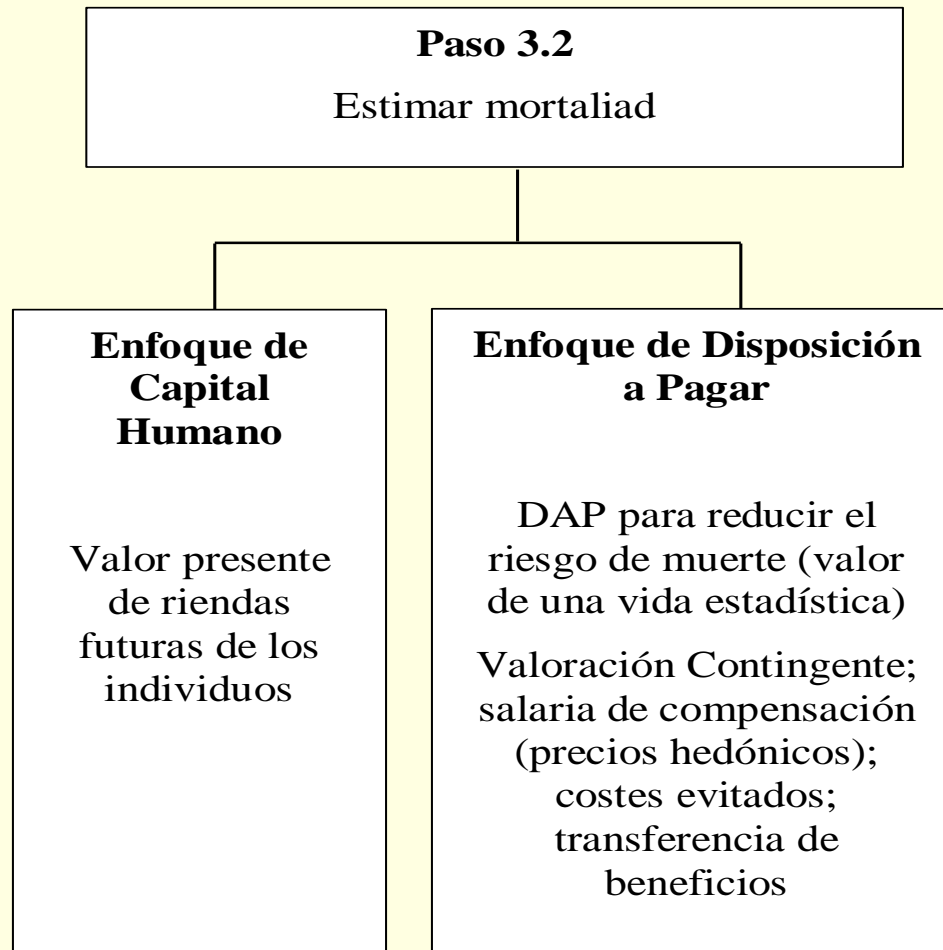 Paso 3.2
Estimar mortaliad
Enfoque de
Capital
Humano
Valor presente
de riendas
futuras de los
individuos
Enfoque de Disposición
a Pagar
DAP para reducir el
riesgo de muerte (valor
de una vida estadística)
Valoración Contingente;
salaria de compensación
(precios hedónicos);
costes evitados;
transferencia de
beneficios